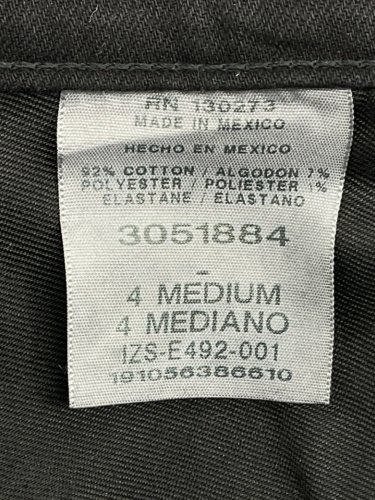 RN 130273
MADE IN MEXICO
HECHO EN MEXICO
92% COTTON / ALGODON 7%
POLYESTER / POLIESTER 1%
ELASTANE / ELASTANO
3051884
-
4 MEDIUM
4 MEDIANO
IZS-E492-001
191056386610